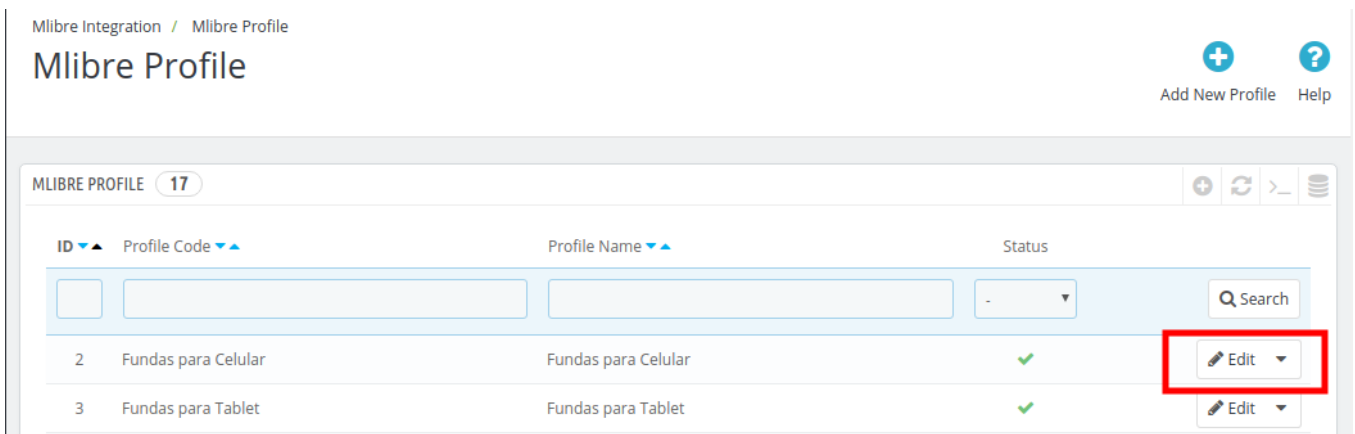 Mlibre Integration / Mlibre Profile
Mlibre Profile
Add New Profile Help
MLIBRE PROFILE 17
ID Profile Code Profile Name Status
- Search
2 Fundas para Celular Fundas para Celular Edit
3 Fundas para Tablet Fundas para Tablet Edit